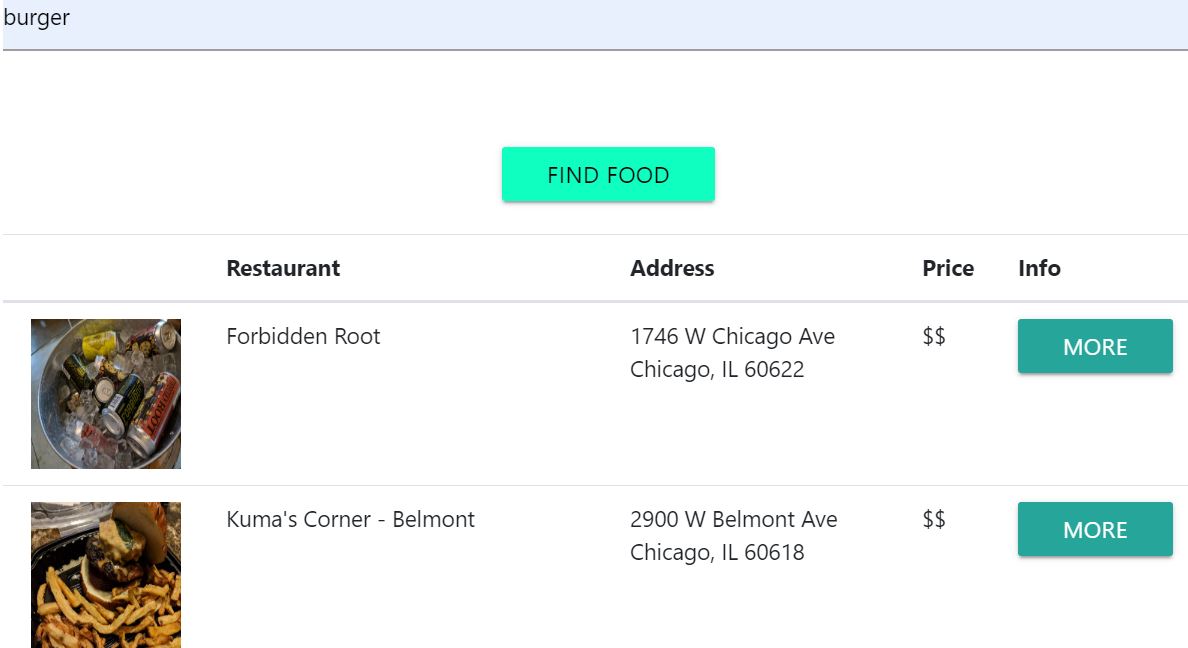 burger
FIND FOOD
Restaurant Address Price Info
Forbidden Root 1746 W Chicago Ave $$ MORE
Chicago, IL 60622
Kuma's Corner - Belmont 2900 W Belmont Ave $$ MORE
Chicago, IL 60618